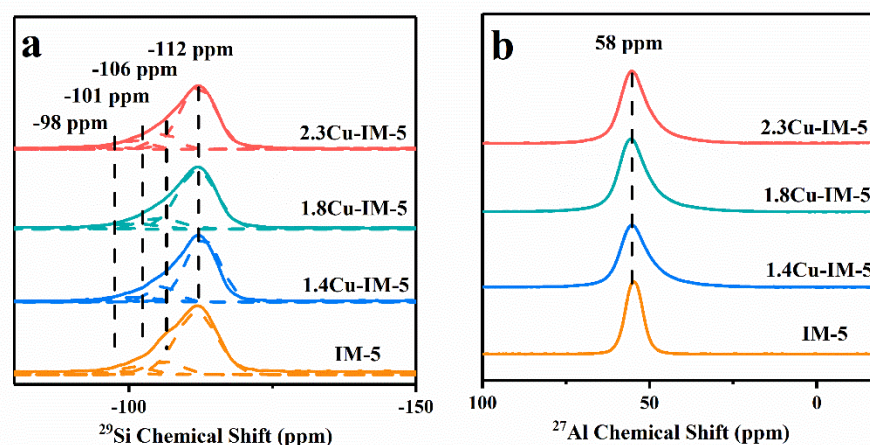 a
-112 ppm
-106 ppm
-101 ppm
-98 ppm
2.3Cu-IM-5
1.8Cu-IM-5
1.4Cu-IM-5
IM-5
-100
-150
²⁹Si Chemical Shift (ppm)
b
58 ppm
2.3Cu-IM-5
1.8Cu-IM-5
1.4Cu-IM-5
IM-5
100
50
0
²⁷Al Chemical Shift (ppm)